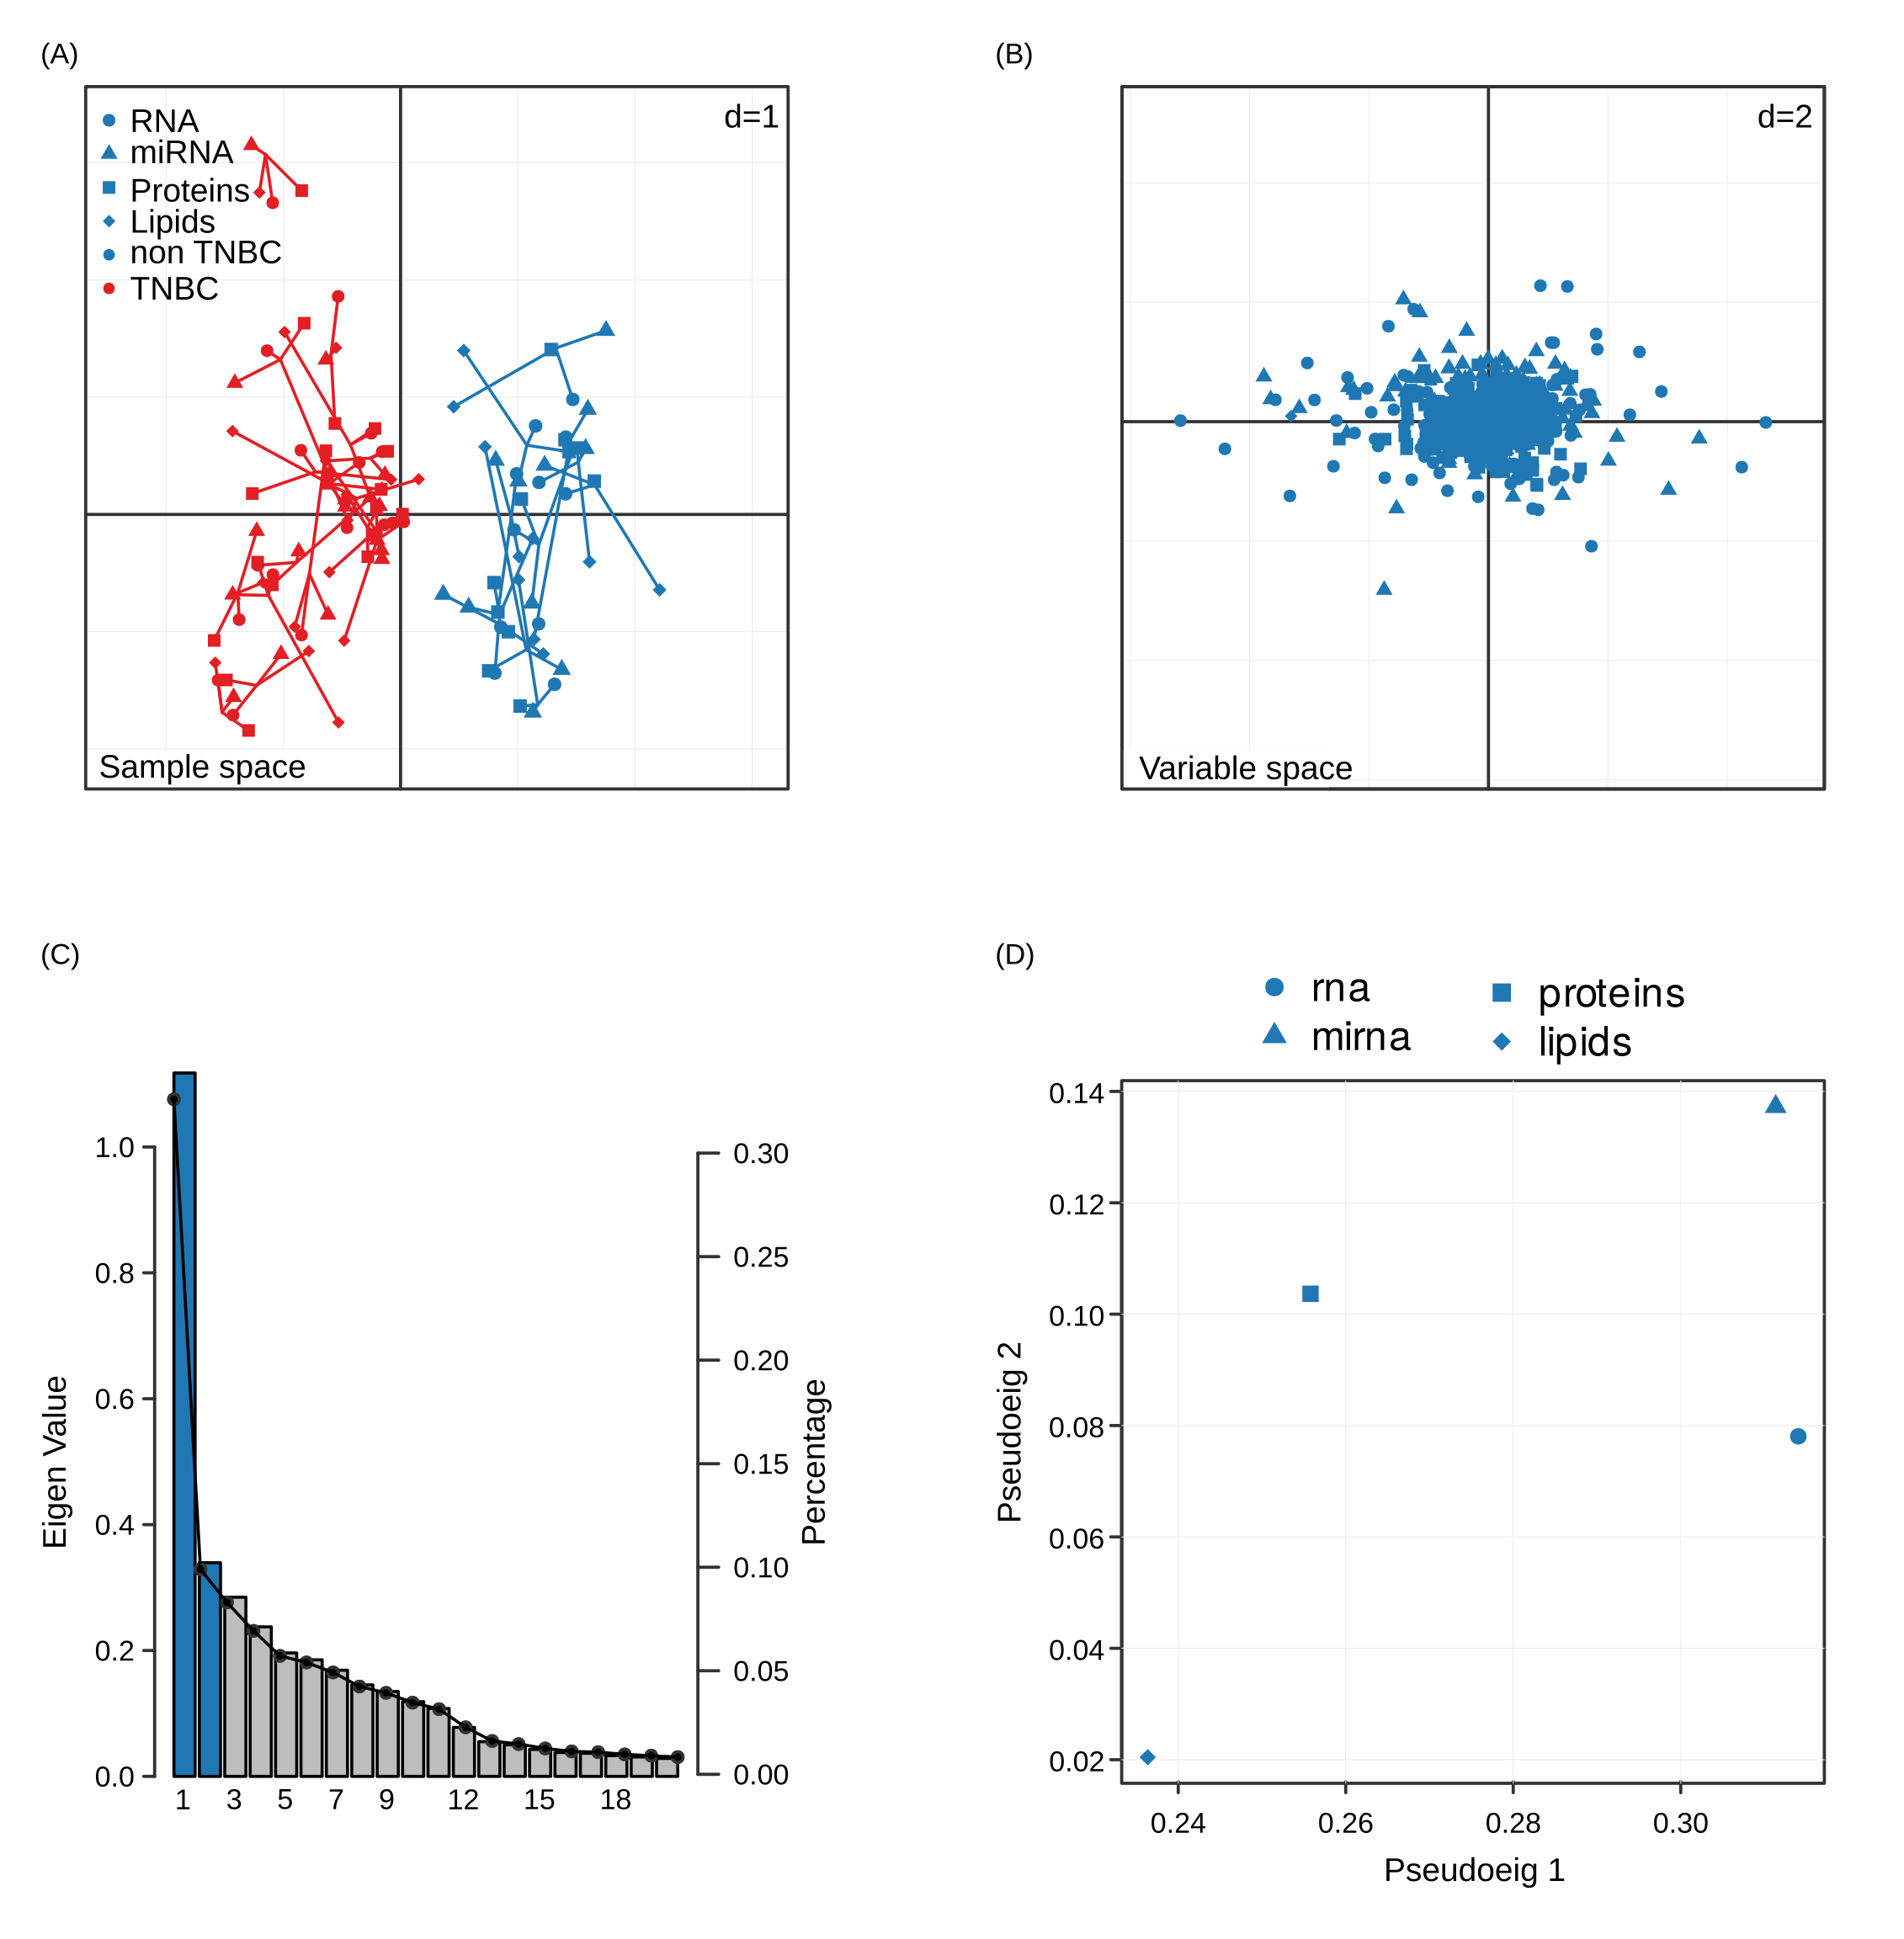 (A)
RNA
miRNA
Proteins
Lipids
non TNBC
TNBC
d=1
Sample space
(B)
d=2
Variable space
(C)
Eigen Value
1.0
0.8
0.6
0.4
0.2
0.0
1 3 5 7 9 12 15 18
0.30
0.25
0.20
0.15
0.10
0.05
0.00
Percentage
(D)
rna
mirna
proteins
lipids
Pseudoeig 2
0.14
0.12
0.10
0.08
0.06
0.04
0.02
0.24 0.26 0.28 0.30
Pseudoeig 1